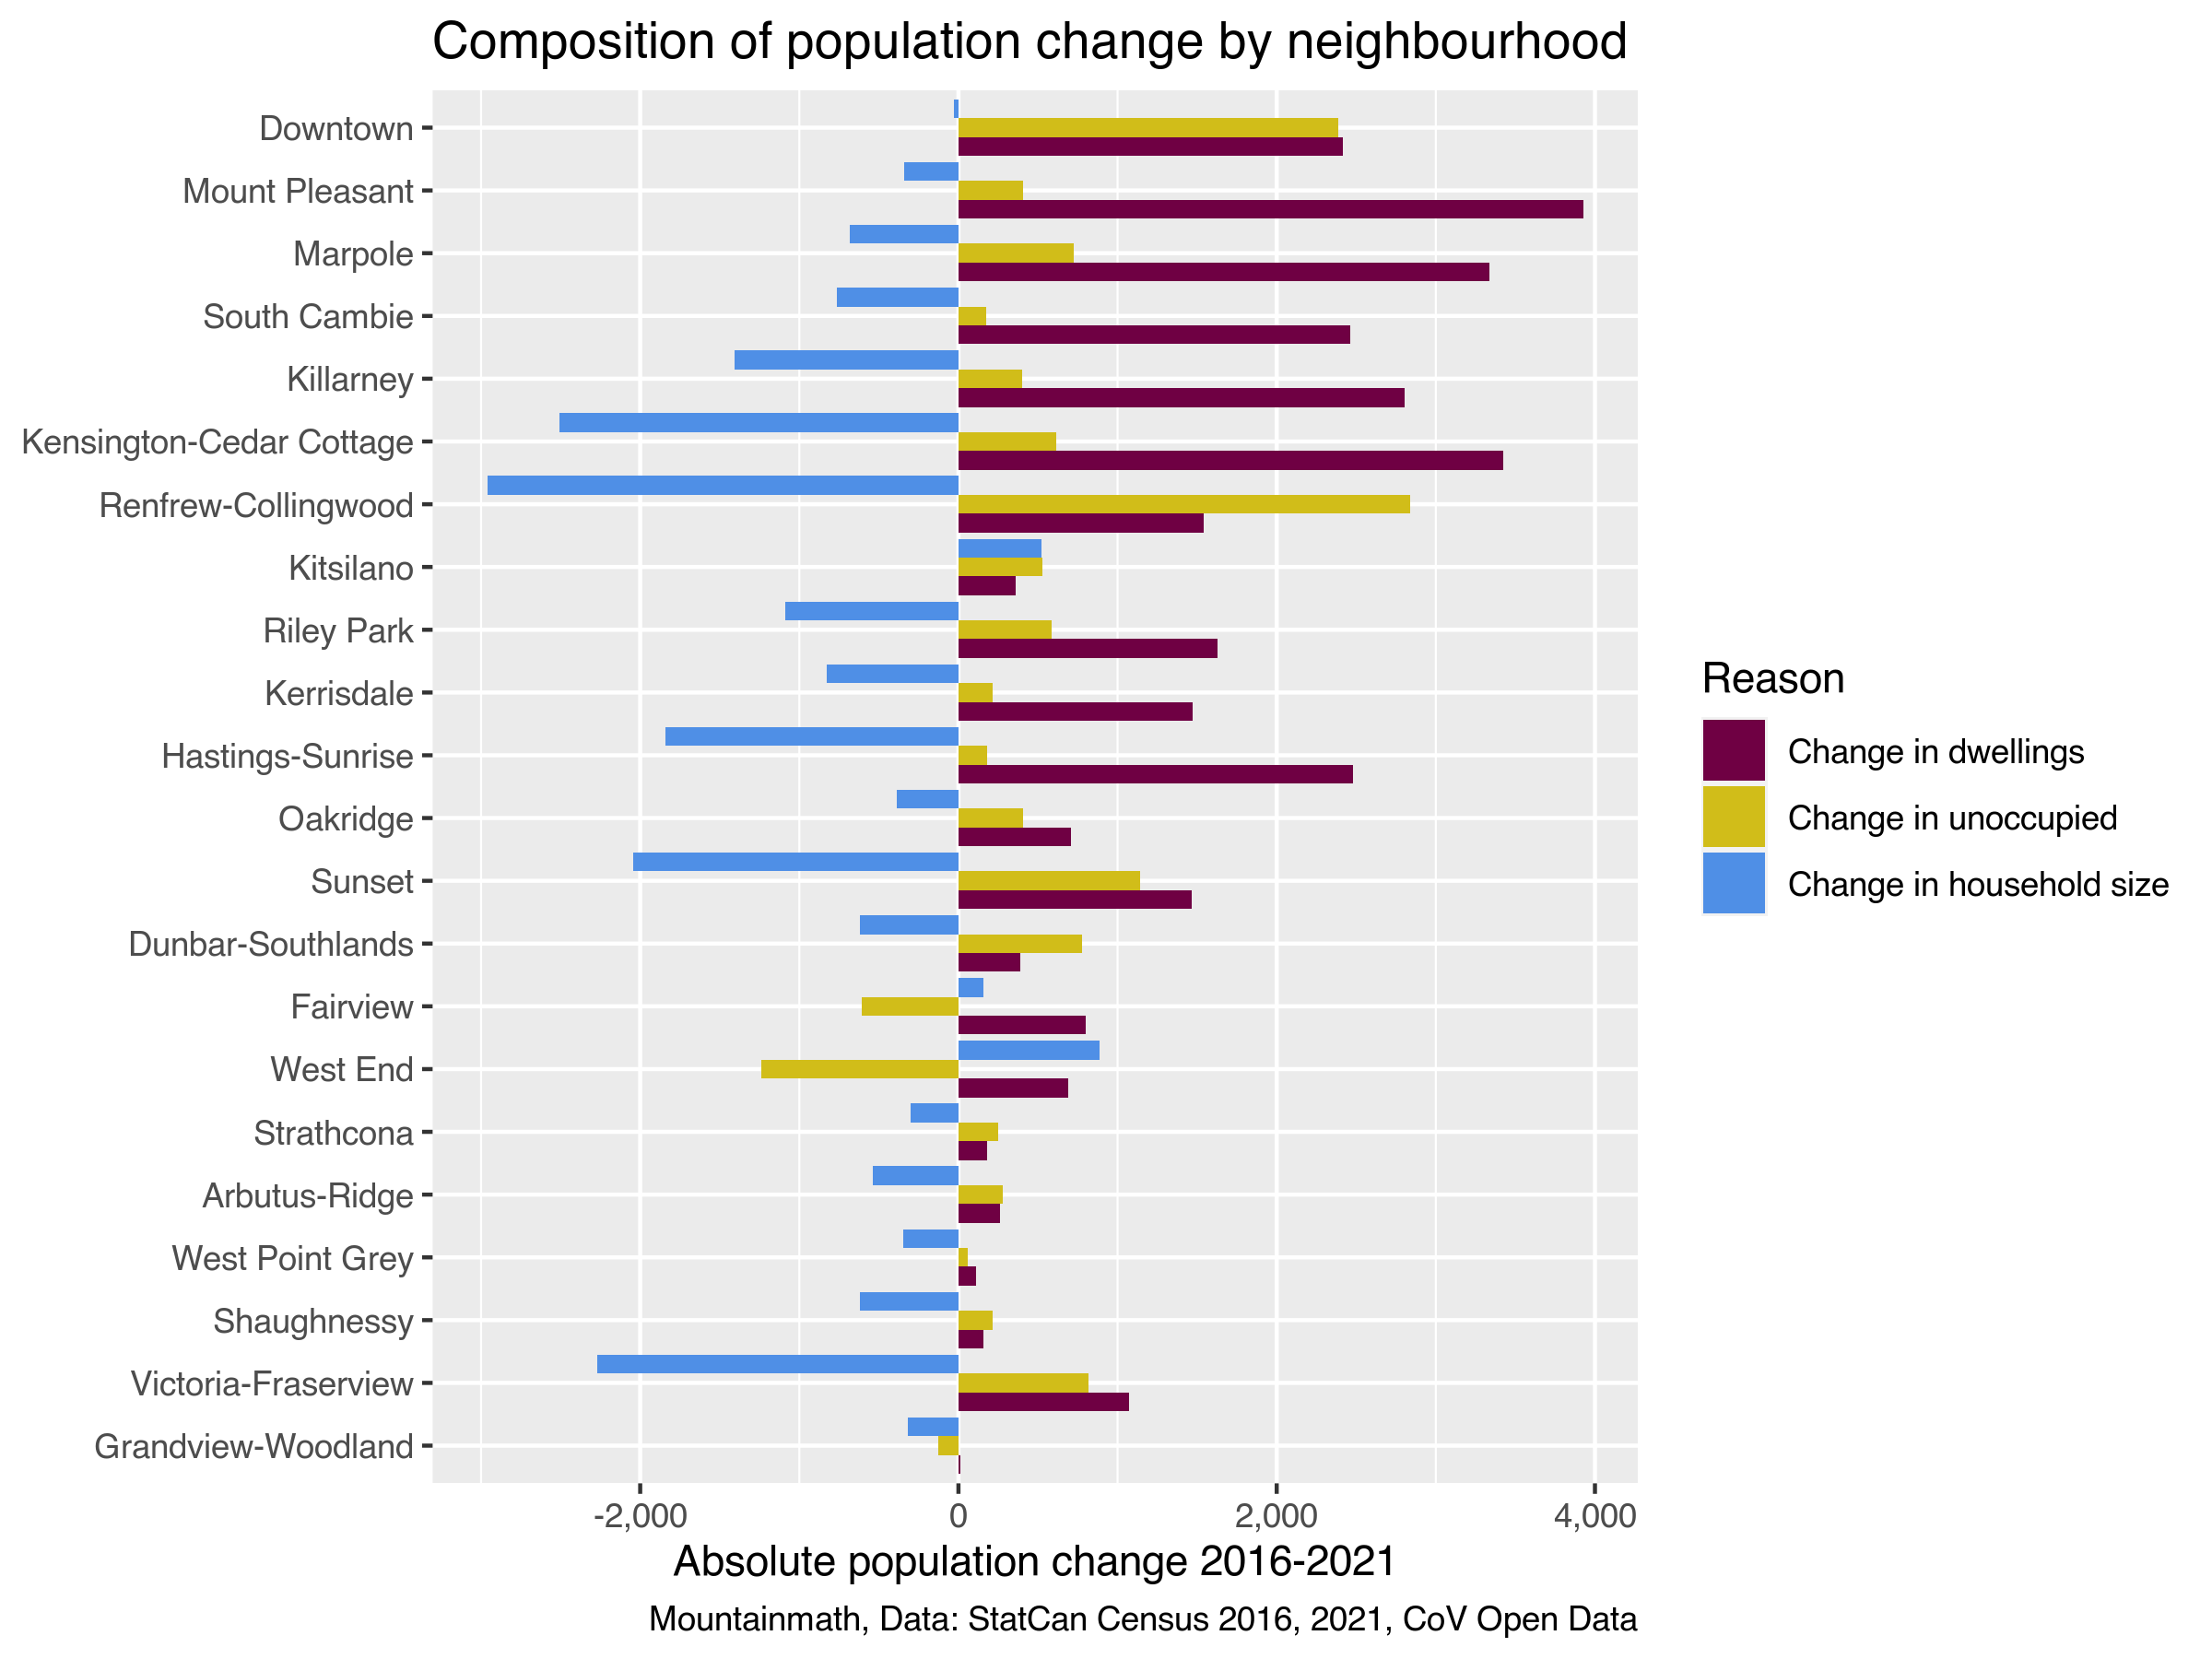 Composition of population change by neighbourhood
Downtown
Mount Pleasant
Marpole
South Cambie
Killarney
Kensington-Cedar Cottage
Renfrew-Collingwood
Kitsilano
Riley Park
Kerrisdale
Hastings-Sunrise
Oakridge
Sunset
Dunbar-Southlands
Fairview
West End
Strathcona
Arbutus-Ridge
West Point Grey
Shaughnessy
Victoria-Fraserview
Grandview-Woodland
-2,000 0 2,000 4,000
Absolute population change 2016-2021
Mountainmath, Data: StatCan Census 2016, 2021, CoV Open Data
Reason
Change in dwellings
Change in unoccupied
Change in household size